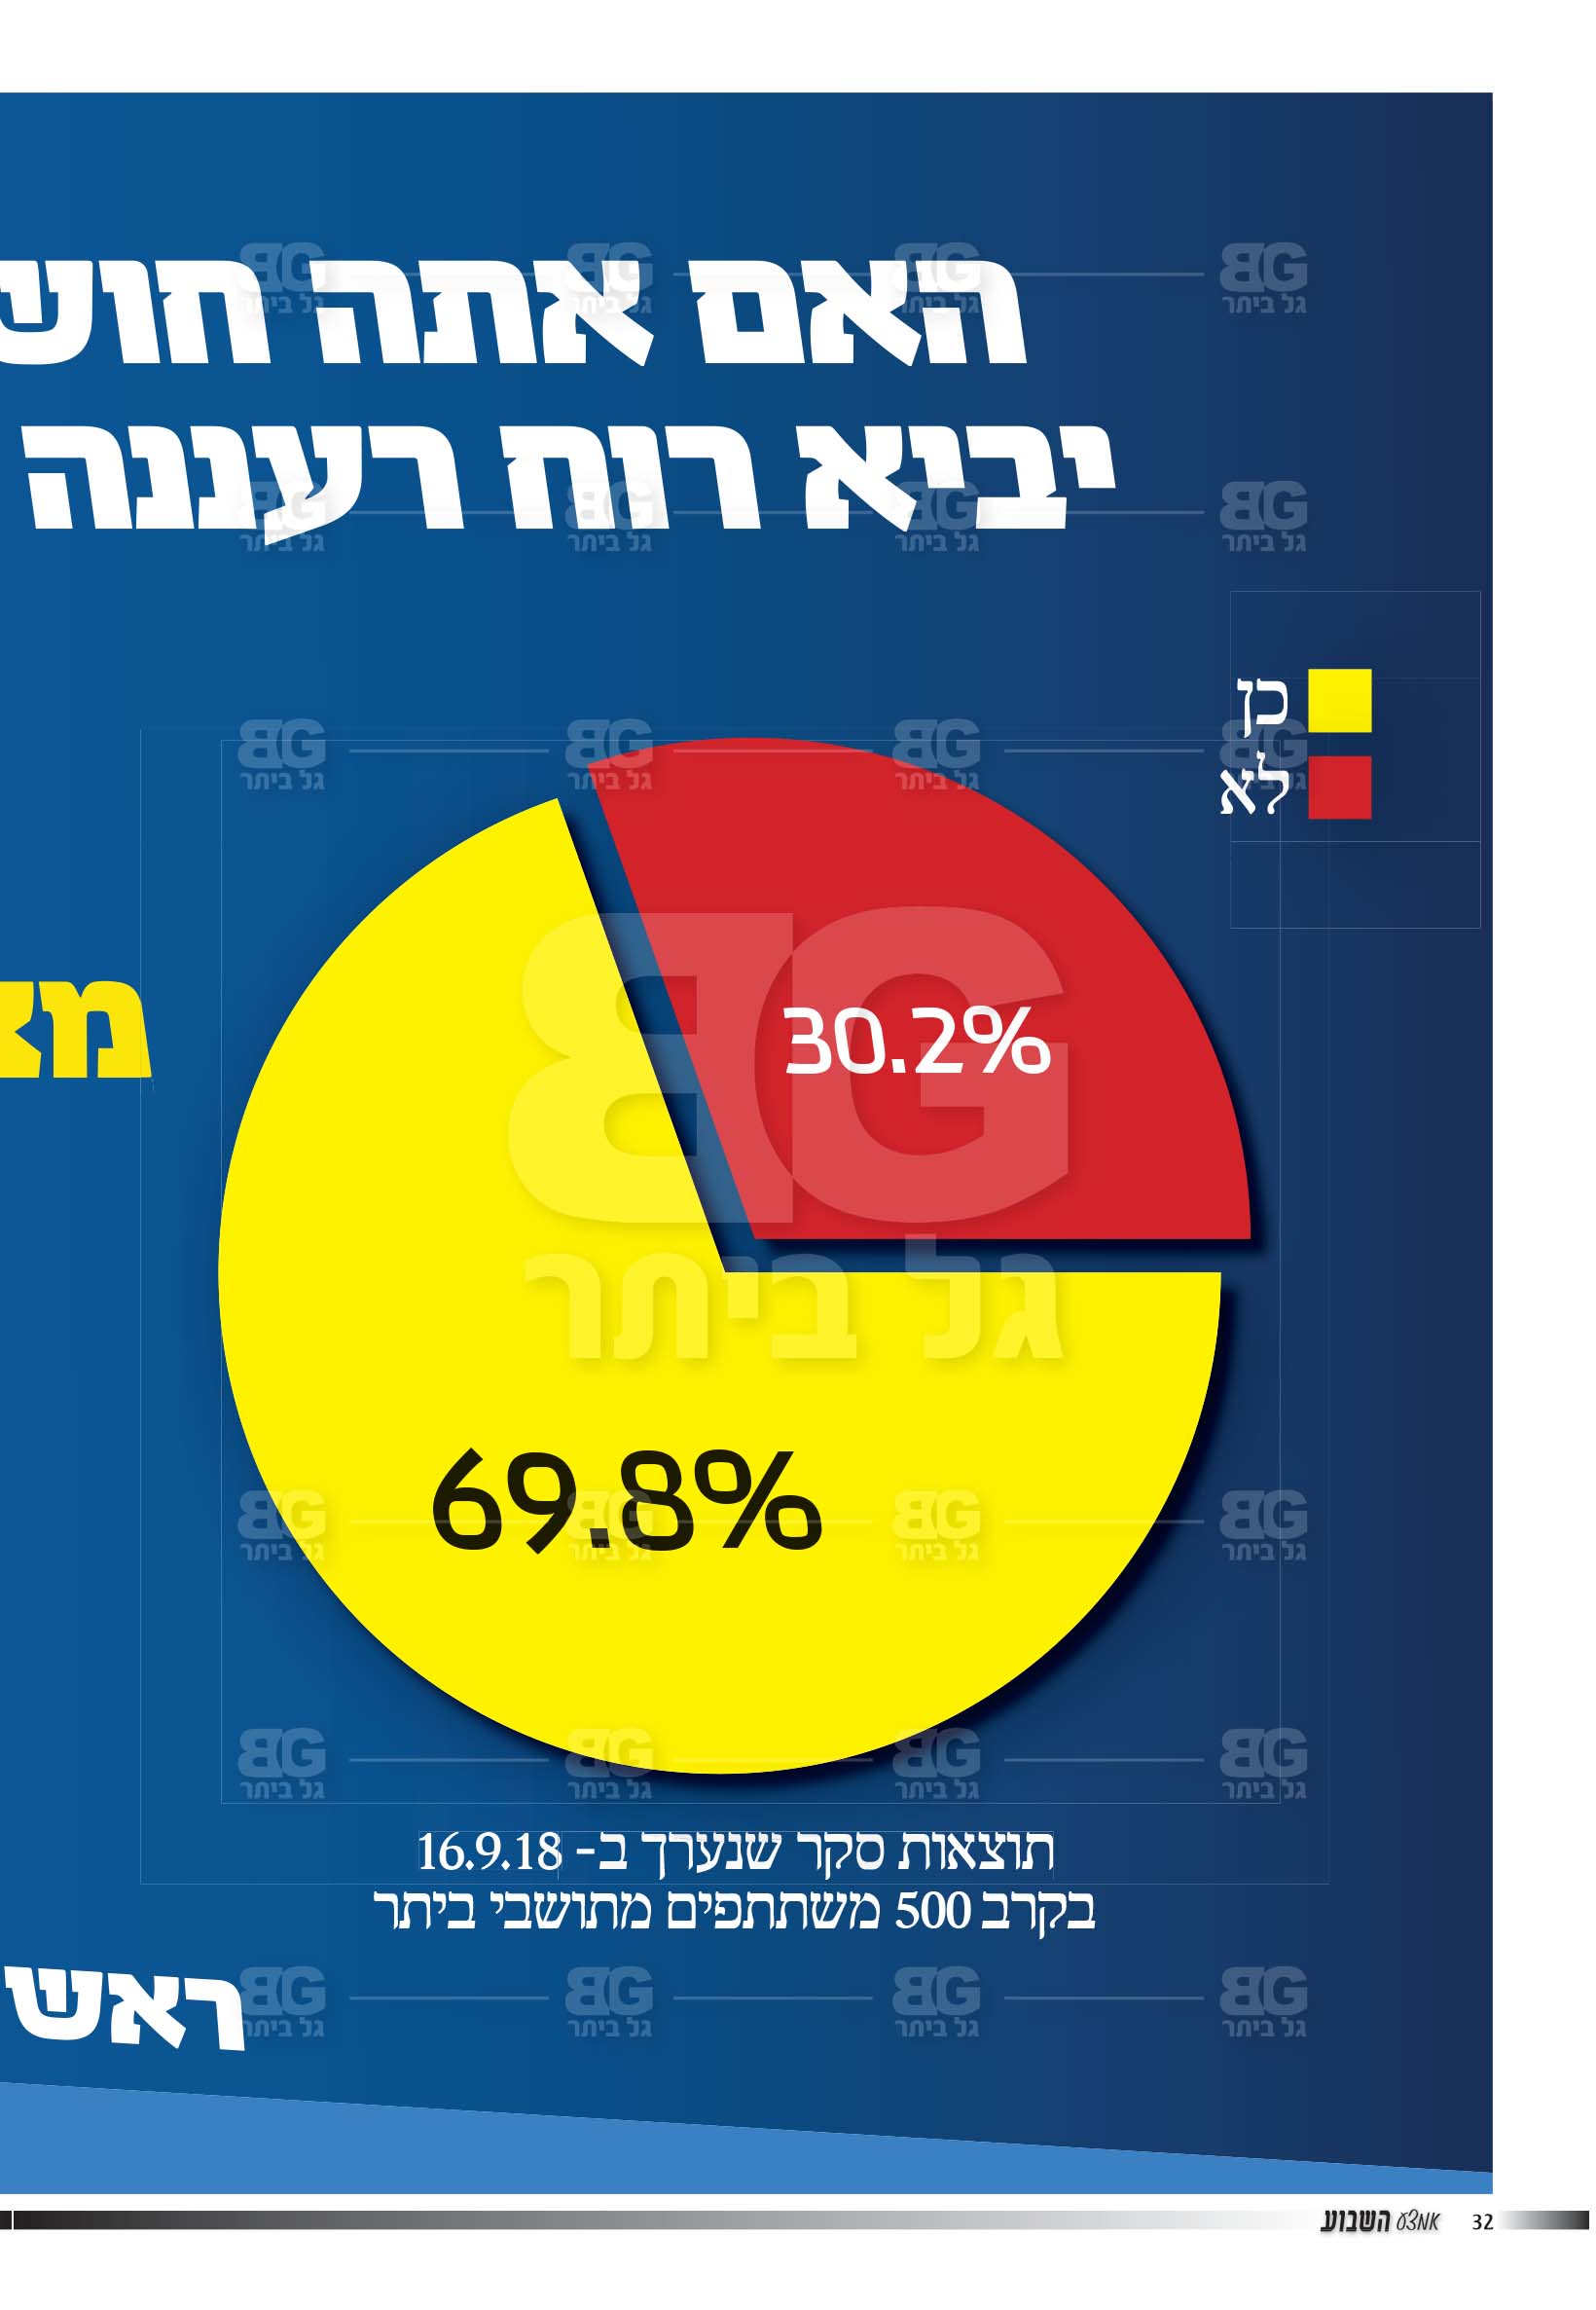 האם אתה חוש
יביא רוח רעננה
כן
לא
30.2%
69.8%
BG
גל ביתר
תוצאות סקר שנערך ב- 16.9.18
בקרב 500 משתתפים מתושבי ביתר
ראש
32 אמצע השבוע